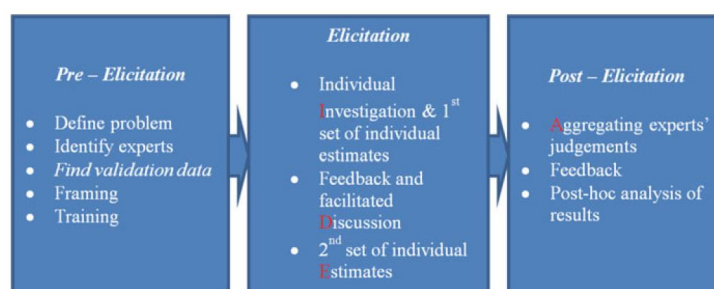 Pre – Elicitation
• Define problem
• Identify experts
• Find validation data
• Framing
• Training
Elicitation
• Individual
Investigation & 1st
set of individual
estimates
• Feedback and
facilitated
Discussion
• 2nd set of individual
Estimates
Post – Elicitation
• Aggregating experts’
judgements
• Feedback
• Post-hoc analysis of
results